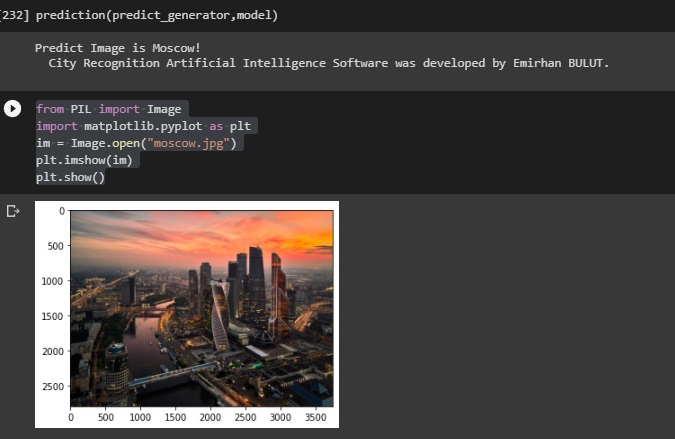 [232] prediction(predict_generator,model)
Predict Image is Moscow!
City Recognition Artificial Intelligence Software was developed by Emirhan BULUT.
from PIL import Image
import matplotlib.pyplot as plt
im = Image.open("moscow.jpg")
plt.imshow(im)
plt.show()
0
500
1000
1500
2000
2500
0 500 1000 1500 2000 2500 3000 3500